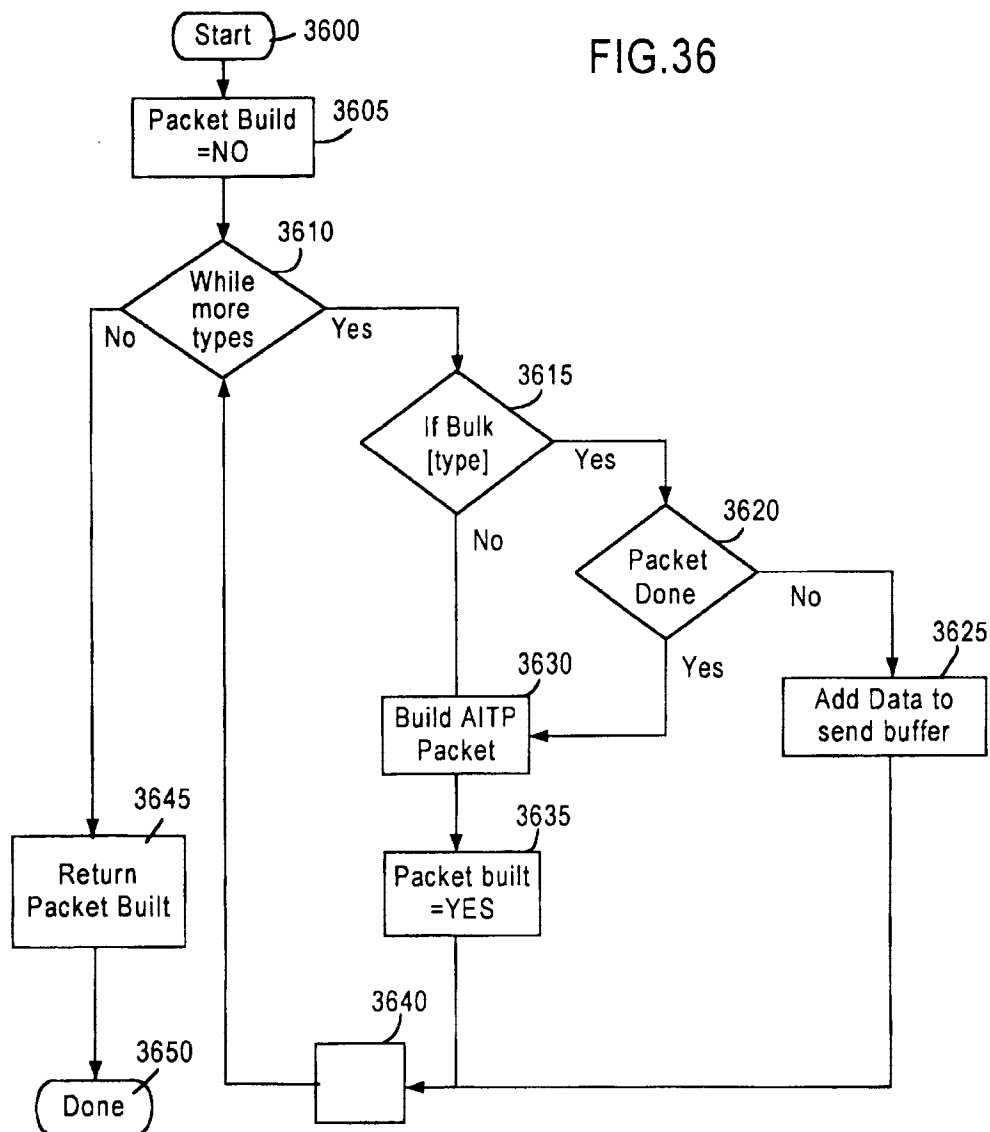 Start
3600
FIG.36
Packet Build
=NO
3605
While
more
types
3610
No
Yes
If Bulk
[type]
3615
Yes
No
Packet
Done
3620
No
Yes
Add Data to
send buffer
3625
Build AITP
Packet
3630
Packet built
=YES
3635
3640
Return
Packet Built
3645
Done
3650